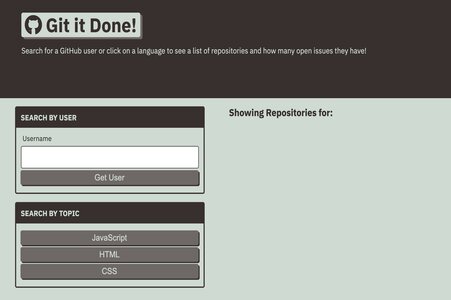 Git it Done!
Search for a GitHub user or click on a language to see a list of repositories and how many open issues they have!
SEARCH BY USER
Username
Get User
SEARCH BY TOPIC
JavaScript
HTML
CSS
Showing Repositories for: